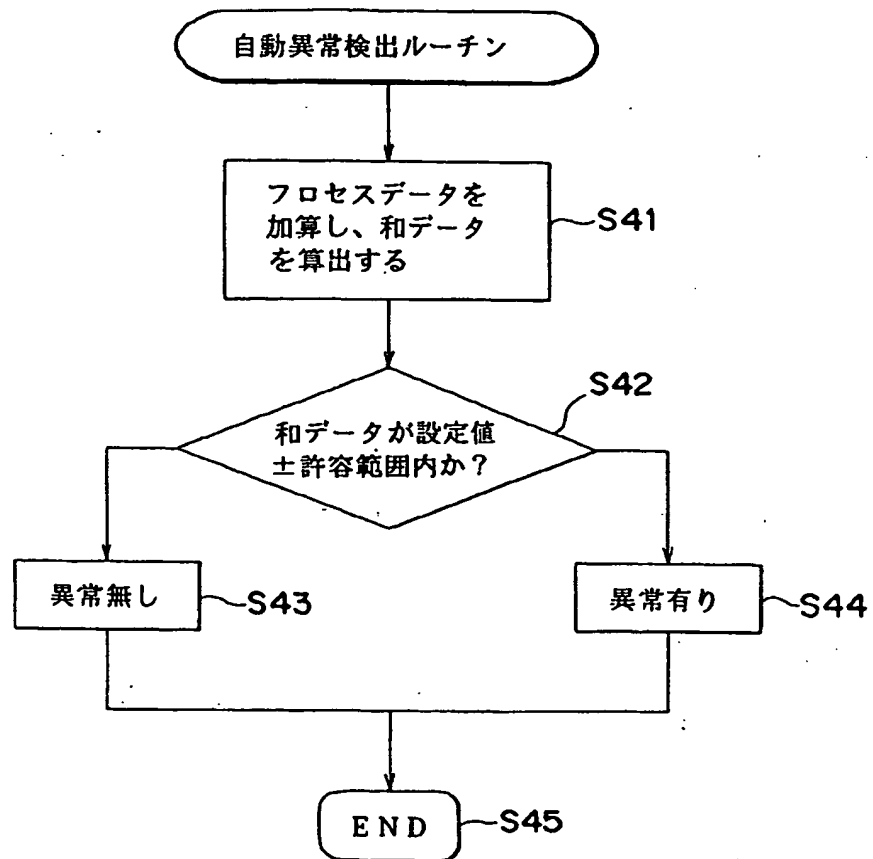 自動異常検出ルーチン
フロセスデータを
加算し、和データ
を算出する
S41
S42
和データが設定値
±許容範囲内か?
異常無し
S43
異常有り
S44
END
S45